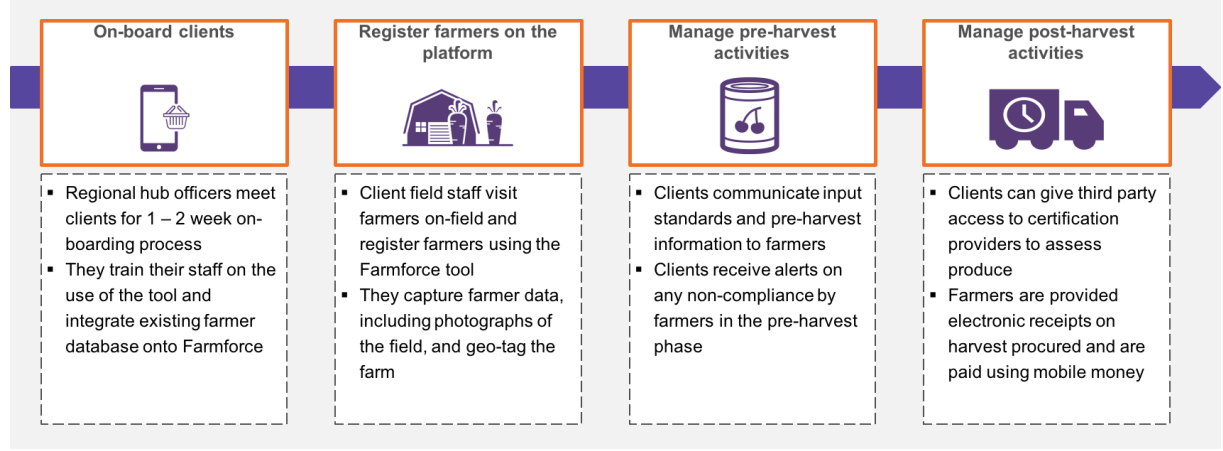 On-board clients
Register farmers on the
platform
Manage pre-harvest
activities
Manage post-harvest
activities
▪ Regional hub officers meet
clients for 1 – 2 week on-
boarding process
▪ They train their staff on the
use of the tool and
integrate existing farmer
database onto Farmforce
▪ Client field staff visit
farmers on-field and
register farmers using the
Farmforce tool
▪ They capture farmer data,
including photographs of
the field, and geo-tag the
farm
▪ Clients communicate input
standards and pre-harvest
information to farmers
▪ Clients receive alerts on
any non-compliance by
farmers in the pre-harvest
phase
▪ Clients can give third party
access to certification
providers to assess
produce
▪ Farmers are provided
electronic receipts on
harvest procured and are
paid using mobile money